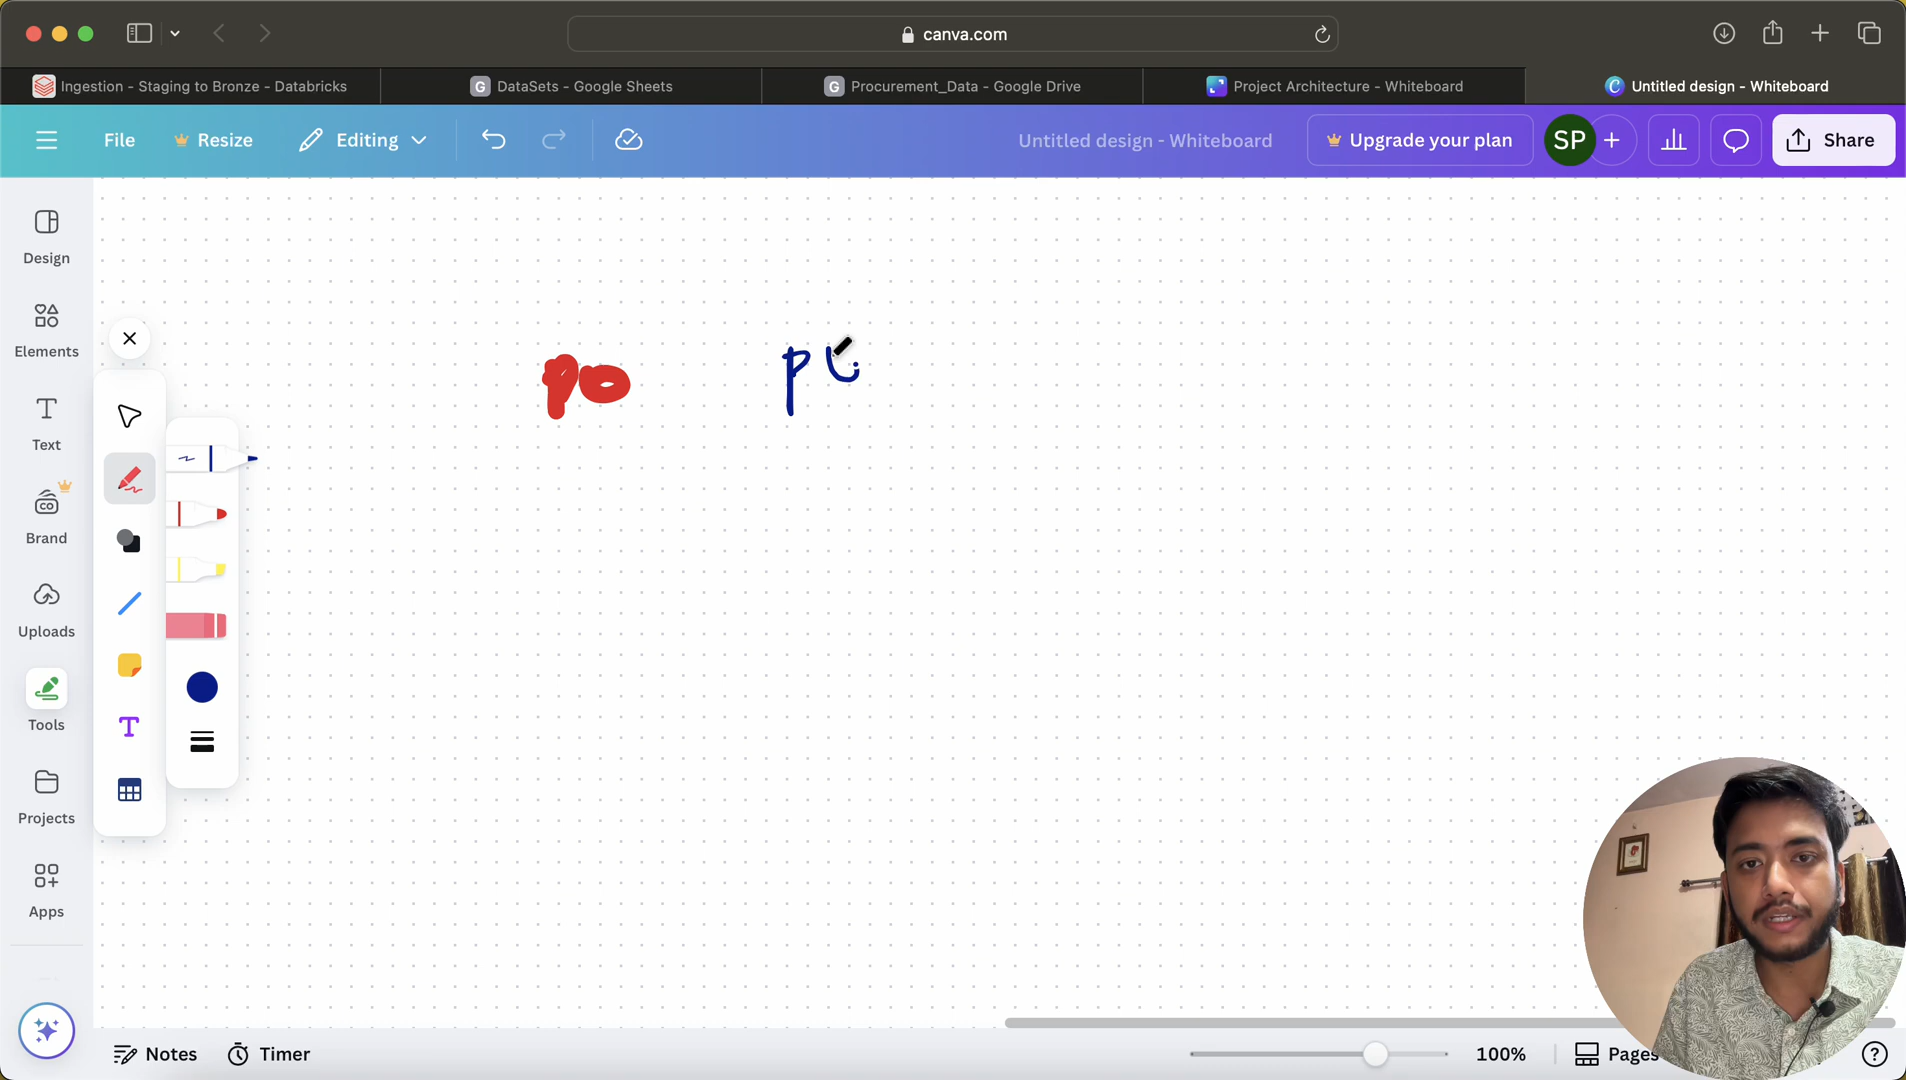 canva.com
Ingestion - Staging to Bronze - Databricks
DataSets - Google Sheets
Procurement_Data - Google Drive
Project Architecture - Whiteboard
Untitled design - Whiteboard
File
Resize
Editing
Untitled design - Whiteboard
Upgrade your plan
SP
Share
Design
Elements
Text
Brand
Uploads
Tools
Projects
Apps
po
Notes
Timer
100%
Pages